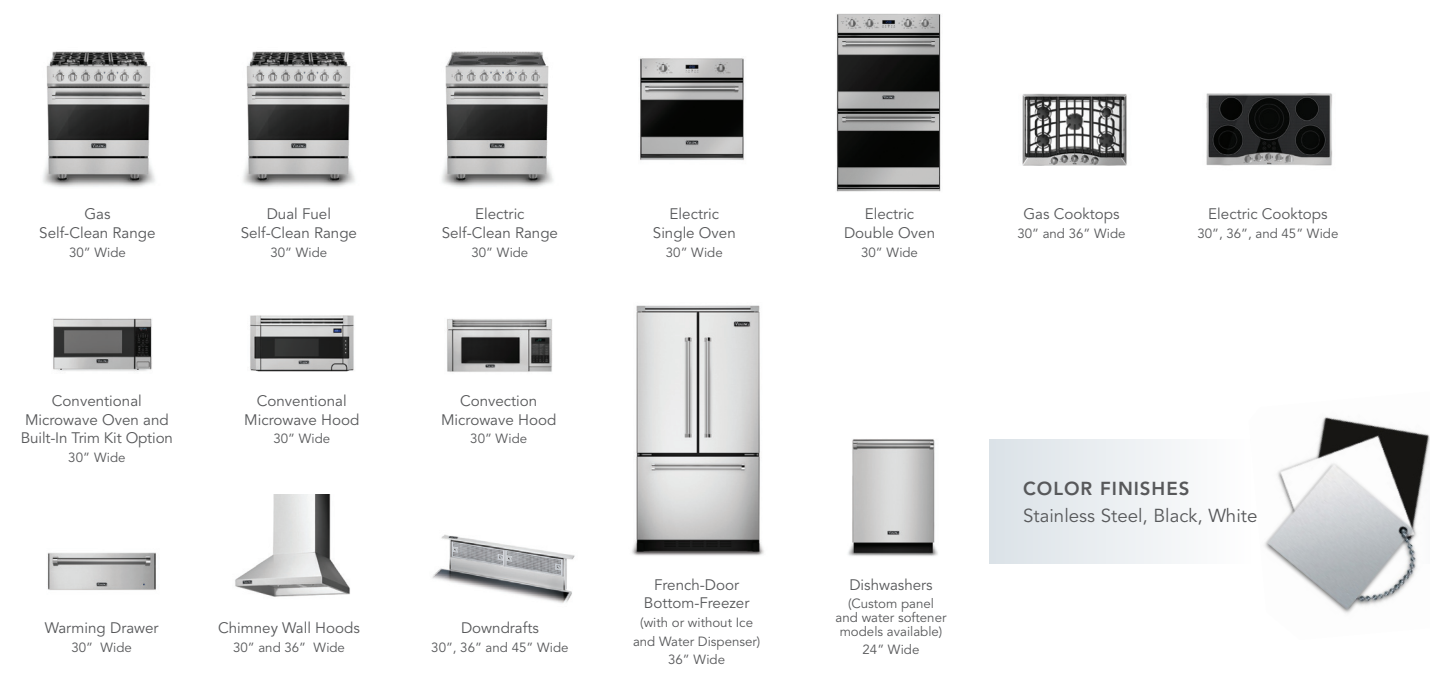 Gas
Self-Clean Range
30" Wide
Dual Fuel
Self-Clean Range
30" Wide
Electric
Self-Clean Range
30" Wide
Electric
Single Oven
30" Wide
Electric
Double Oven
30" Wide
Gas Cooktops
30" and 36" Wide
Electric Cooktops
30", 36", and 45" Wide
Conventional
Microwave Oven and
Built-In Trim Kit Option
30" Wide
Conventional
Microwave Hood
30" Wide
Convection
Microwave Hood
30" Wide
VIKING
French-Door
Bottom-Freezer
(with or without Ice
and Water Dispenser)
36" Wide
Dishwashers
(Custom panel
and water softener
models available)
24" Wide
COLOR FINISHES
Stainless Steel, Black, White
Warming Drawer
30" Wide
Chimney Wall Hoods
30" and 36" Wide
Downdrafts
30", 36" and 45" Wide